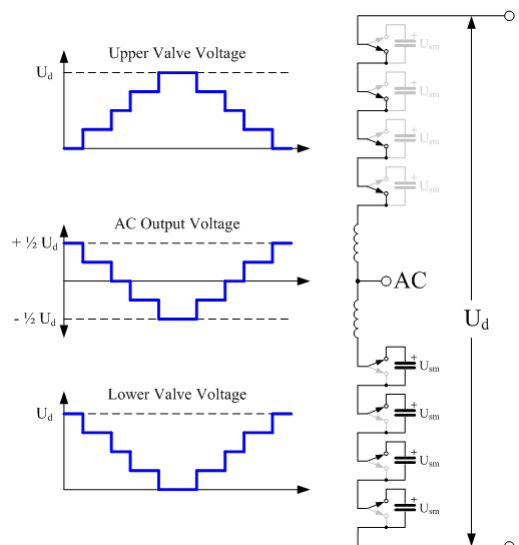 Upper Valve Voltage
U_d
AC Output Voltage
+ ½ U_d
- ½ U_d
Lower Valve Voltage
U_d
+
U_sm
+
U_sm
+
U_sm
+
U_sm
AC
U_d
+
U_sm
+
U_sm
+
U_sm
+
U_sm